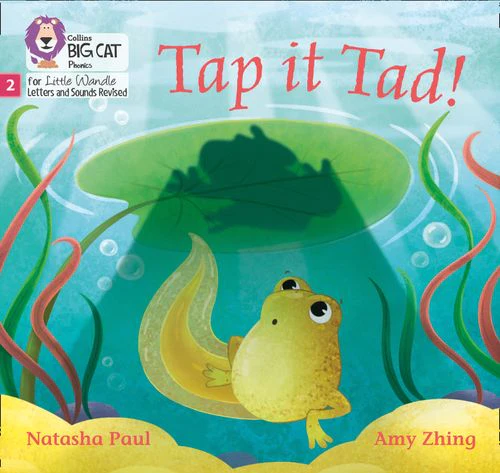 Collins
BIG CAT
Phonics
for Little Wandle
Letters and Sounds Revised
2
Tap it Tad!
Natasha Paul
Amy Zhing